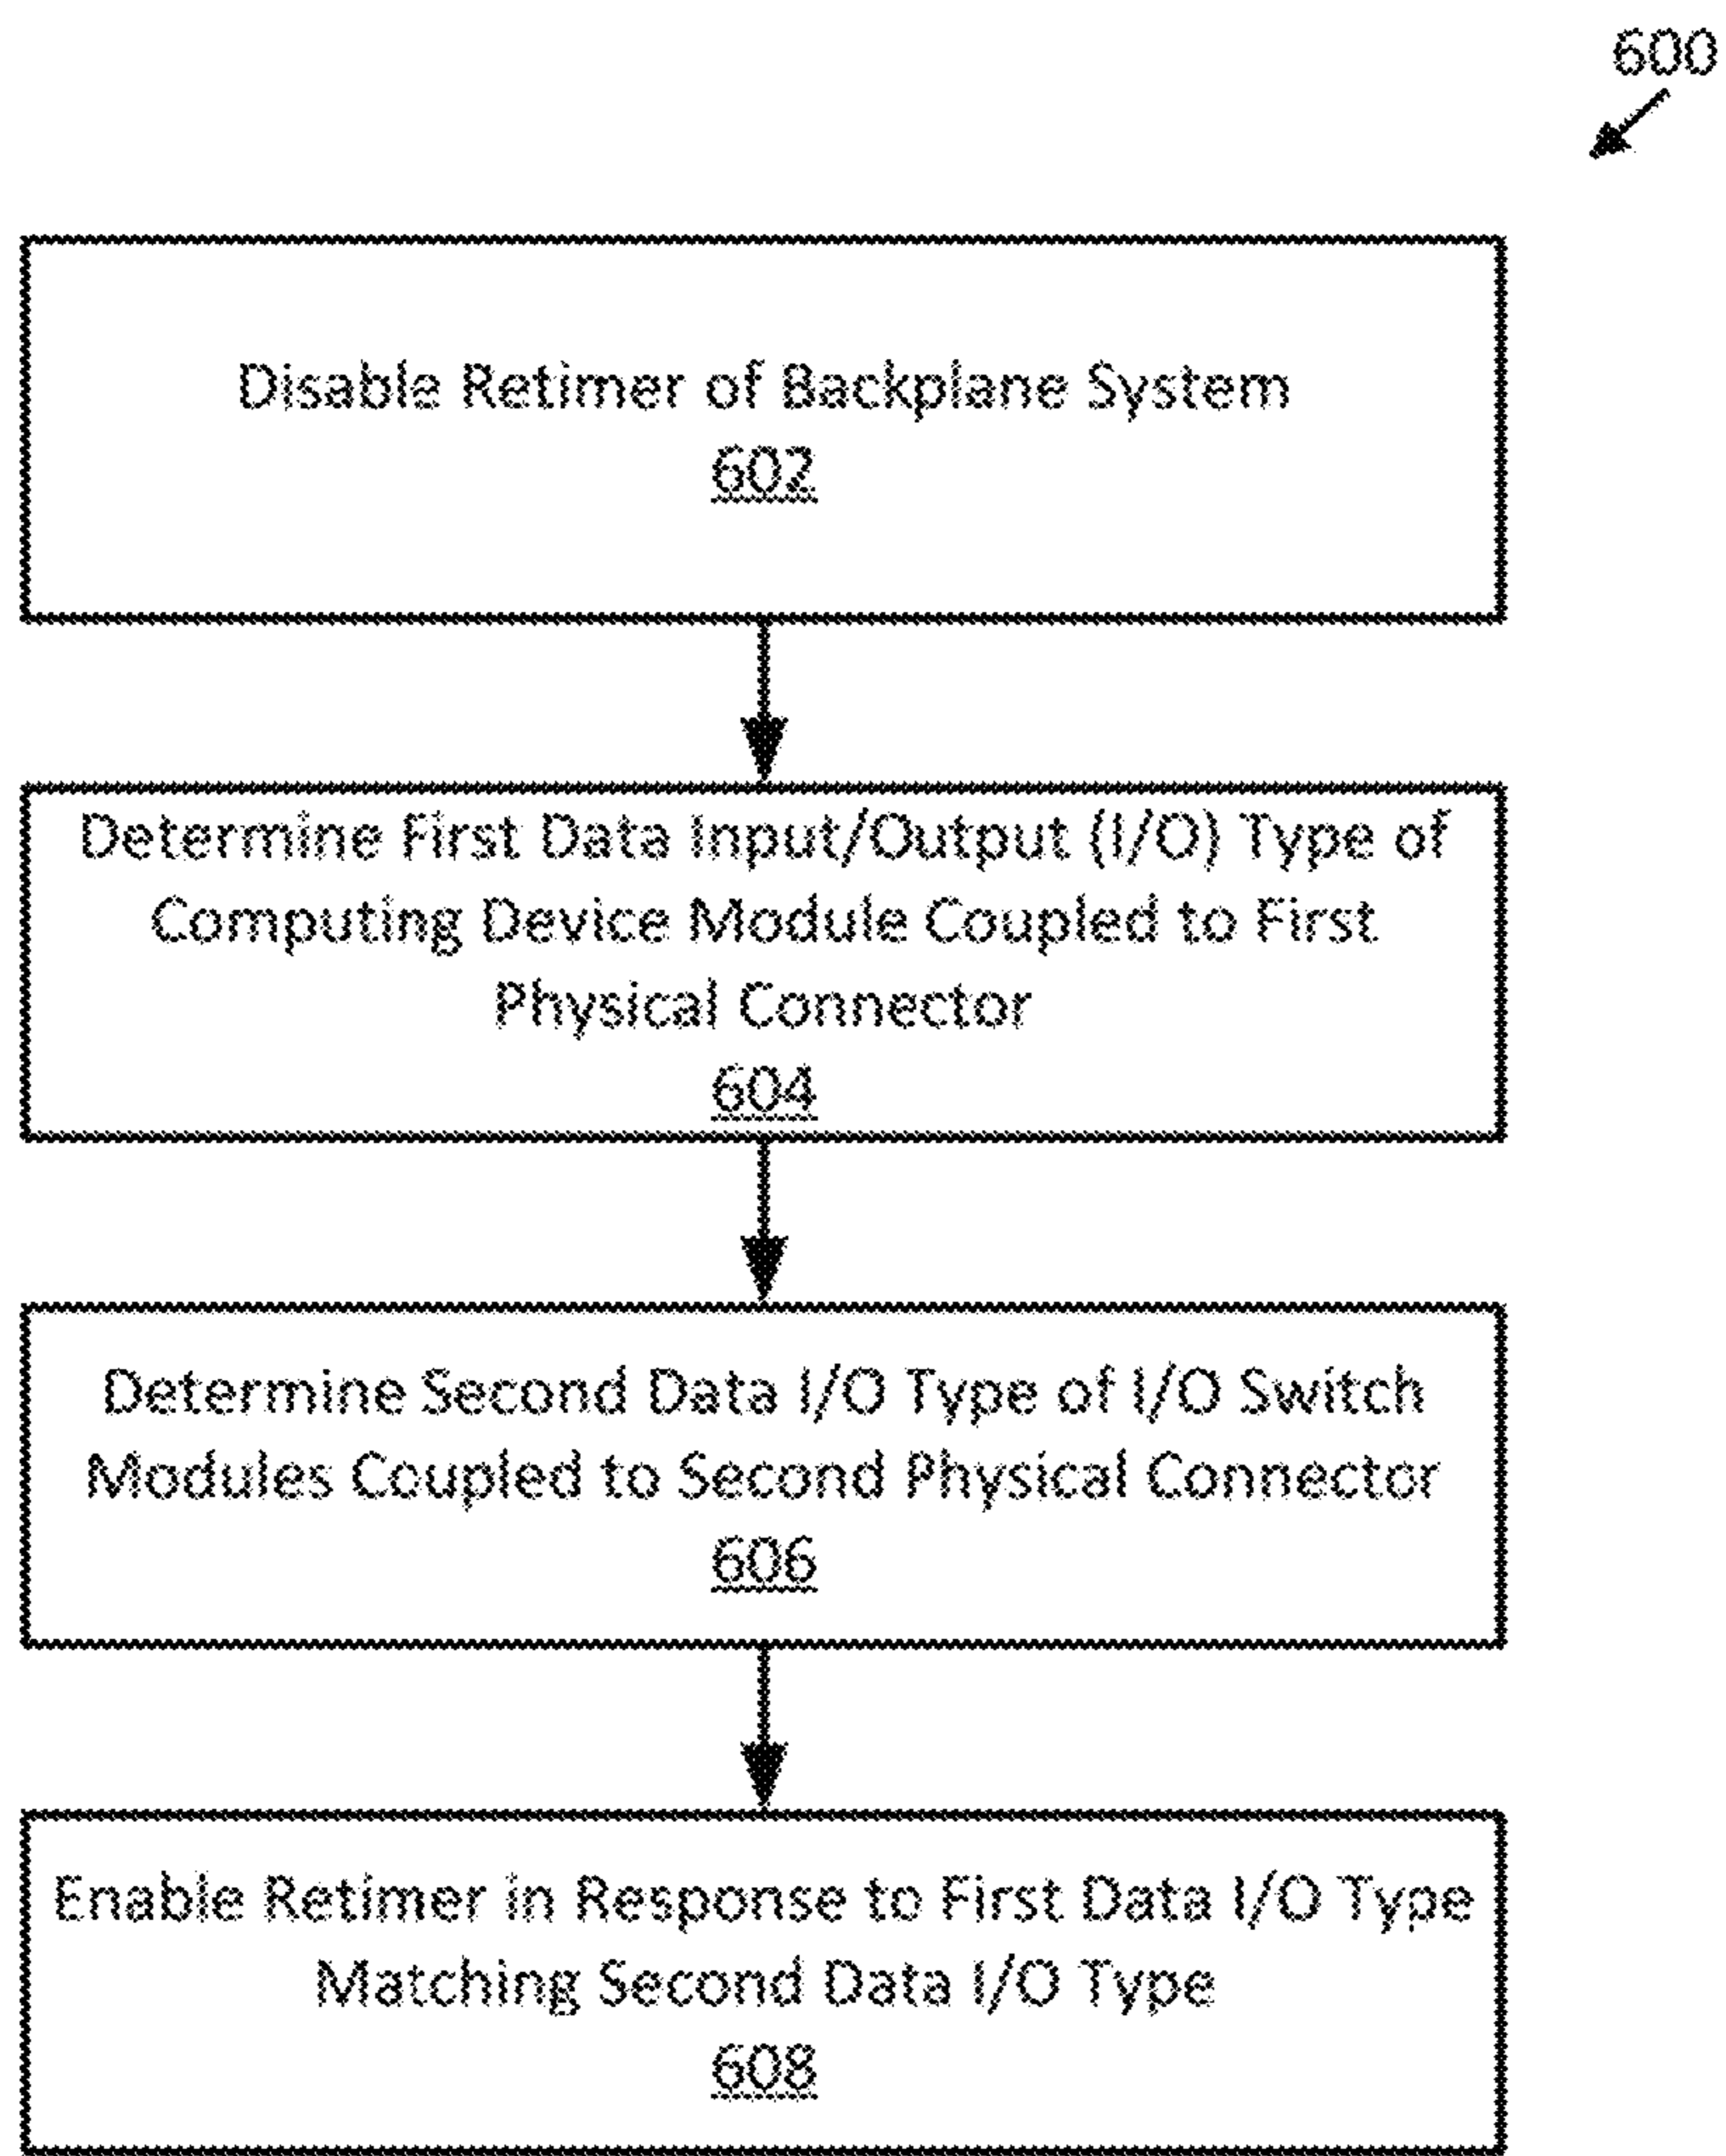 600
Disable Retimer of Backplane System
602
Determine First Data Input/Output (I/O) Type of
Computing Device Module Coupled to First
Physical Connector
604
Determine Second Data I/O Type of I/O Switch
Modules Coupled to Second Physical Connector
606
Enable Retimer in Response to First Data I/O Type
Matching Second Data I/O Type
608